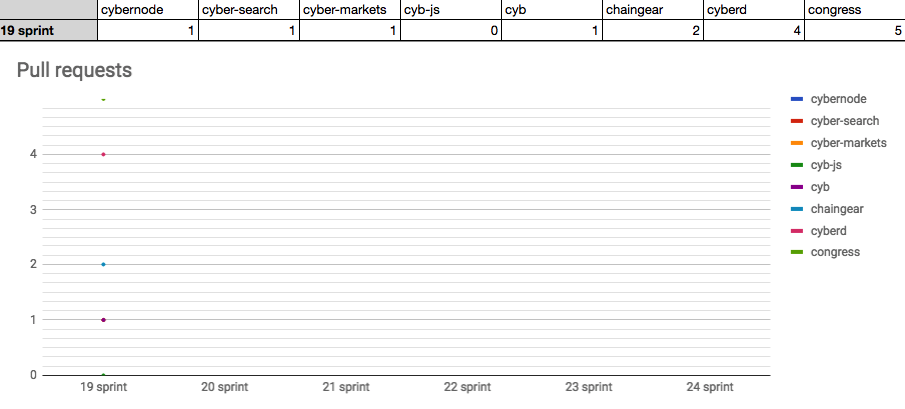 cybernode cyber-search cyber-markets cyb-js cyb chaingear cyberd congress
19 sprint 1 1 1 0 1 2 4 5
Pull requests
cybernode
cyber-search
cyber-markets
cyb-js
cyb
chaingear
cyberd
congress
4
3
2
1
0
19 sprint 20 sprint 21 sprint 22 sprint 23 sprint 24 sprint